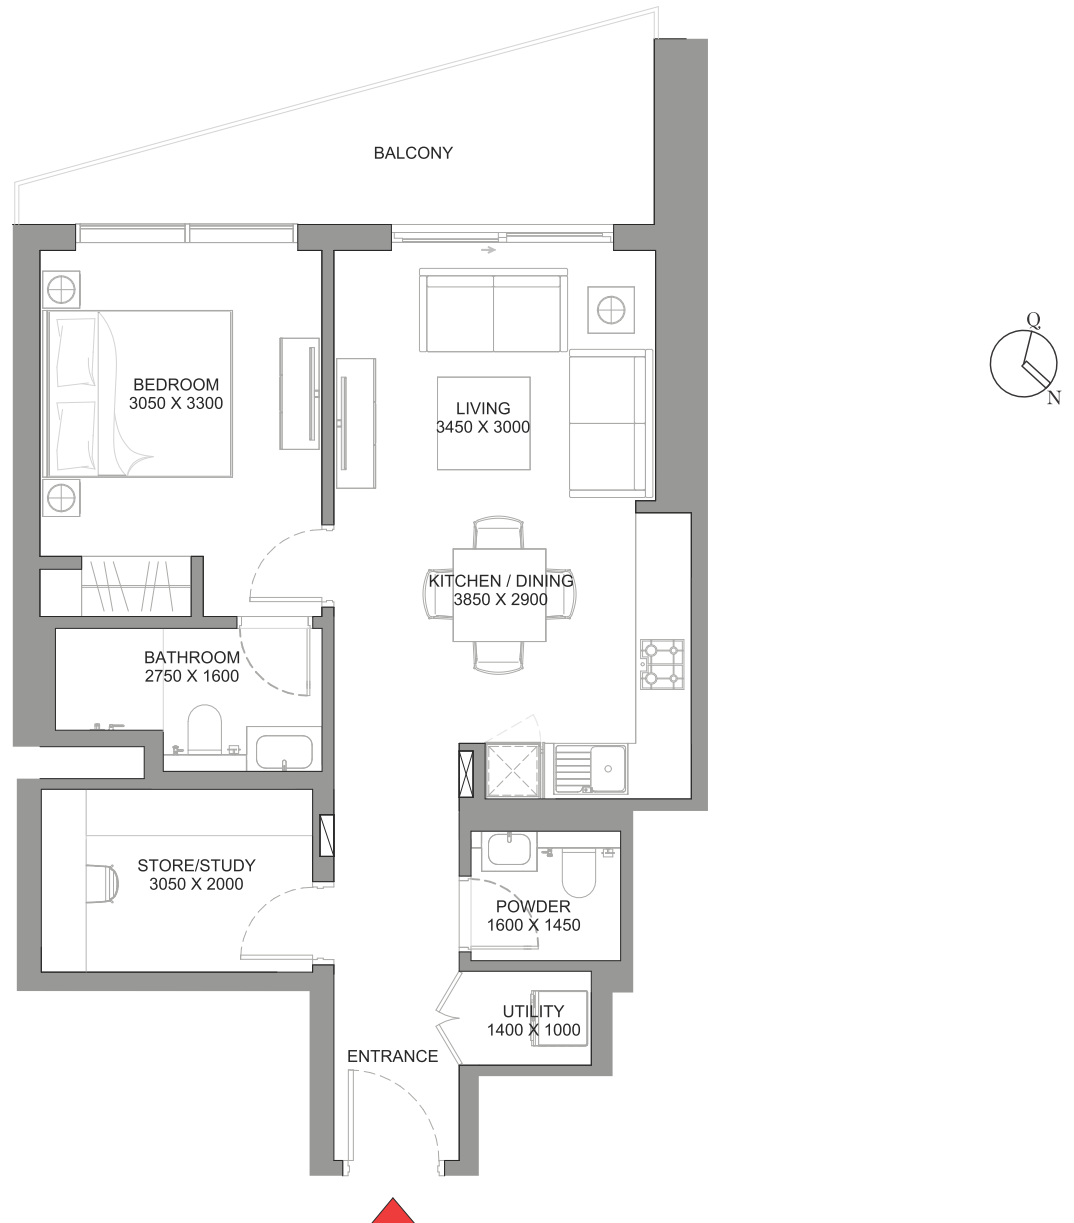 BALCONY
Q
N
BEDROOM
3050 X 3300
LIVING
3450 X 3000
KITCHEN / DINING
3850 X 2900
BATHROOM
2750 X 1600
STORE/STUDY
3050 X 2000
POWDER
1600 X 1450
UTILITY
1400 X 1000
ENTRANCE